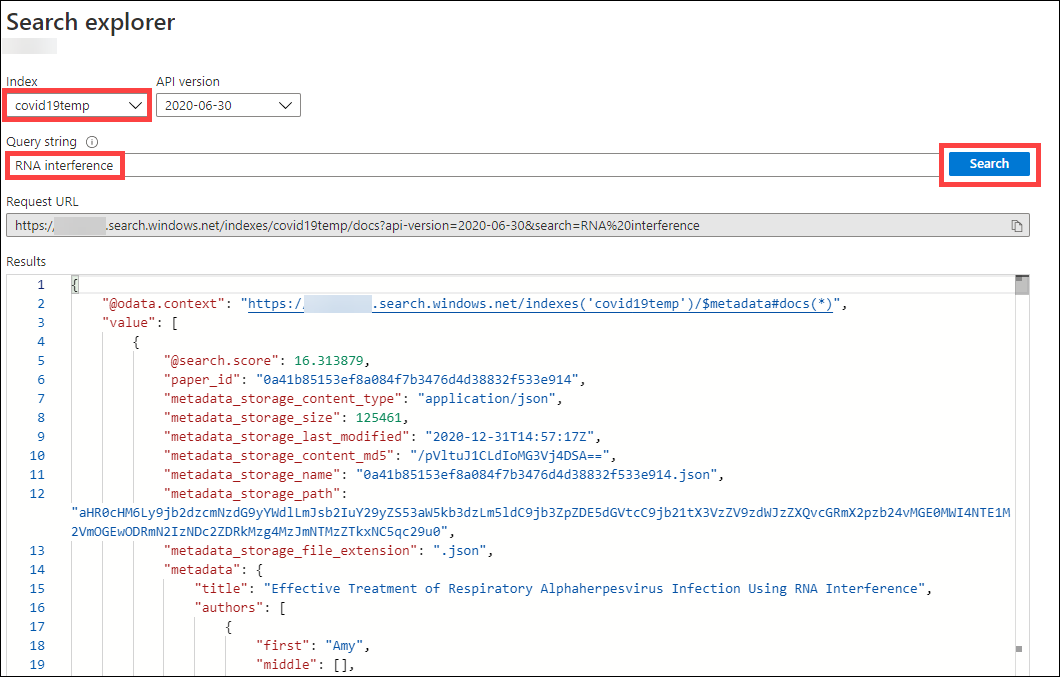 Search explorer
Index
API version
covid19temp
2020-06-30
Query string
RNA interference
Search
Request URL
https:/ .search.windows.net/indexes/covid19temp/docs?api-version=2020-06-30&search=RNA%20interference
Results
1 {
2 "@odata.context": "https:/ .search.windows.net/indexes('covid19temp')/$metadata#docs(*)",
3 "value": [
4 {
5 "@search.score": 16.313879,
6 "paper_id": "0a41b85153ef8a084f7b3476d4d38832f533e914",
7 "metadata_storage_content_type": "application/json",
8 "metadata_storage_size": 125461,
9 "metadata_storage_last_modified": "2020-12-31T14:57:17Z",
10 "metadata_storage_content_md5": "/pVltuJ1CLdIoMG3Vj4DSA==",
11 "metadata_storage_name": "0a41b85153ef8a084f7b3476d4d38832f533e914.json",
12 "metadata_storage_path":
"aHR0cHM6Ly9jb2dzcmNzdG9yYWdlLmJsb2IuY29yZS53aW5kb3dzLm5ldC9jb3ZpZDE5dGVtcC9jb21tX3VzZV9zdWJzZXQvcGRmX2pzb24vMGE0MWI4NTE1M
2VmOGEwODRmN2IzNDc2ZDRkMzg4MzJmNTMzZTkxNC5qc29u0",
13 "metadata_storage_file_extension": ".json",
14 "metadata": {
15 "title": "Effective Treatment of Respiratory Alphaherpesvirus Infection Using RNA Interference",
16 "authors": [
17 {
18 "first": "Amy",
19 "middle": [],